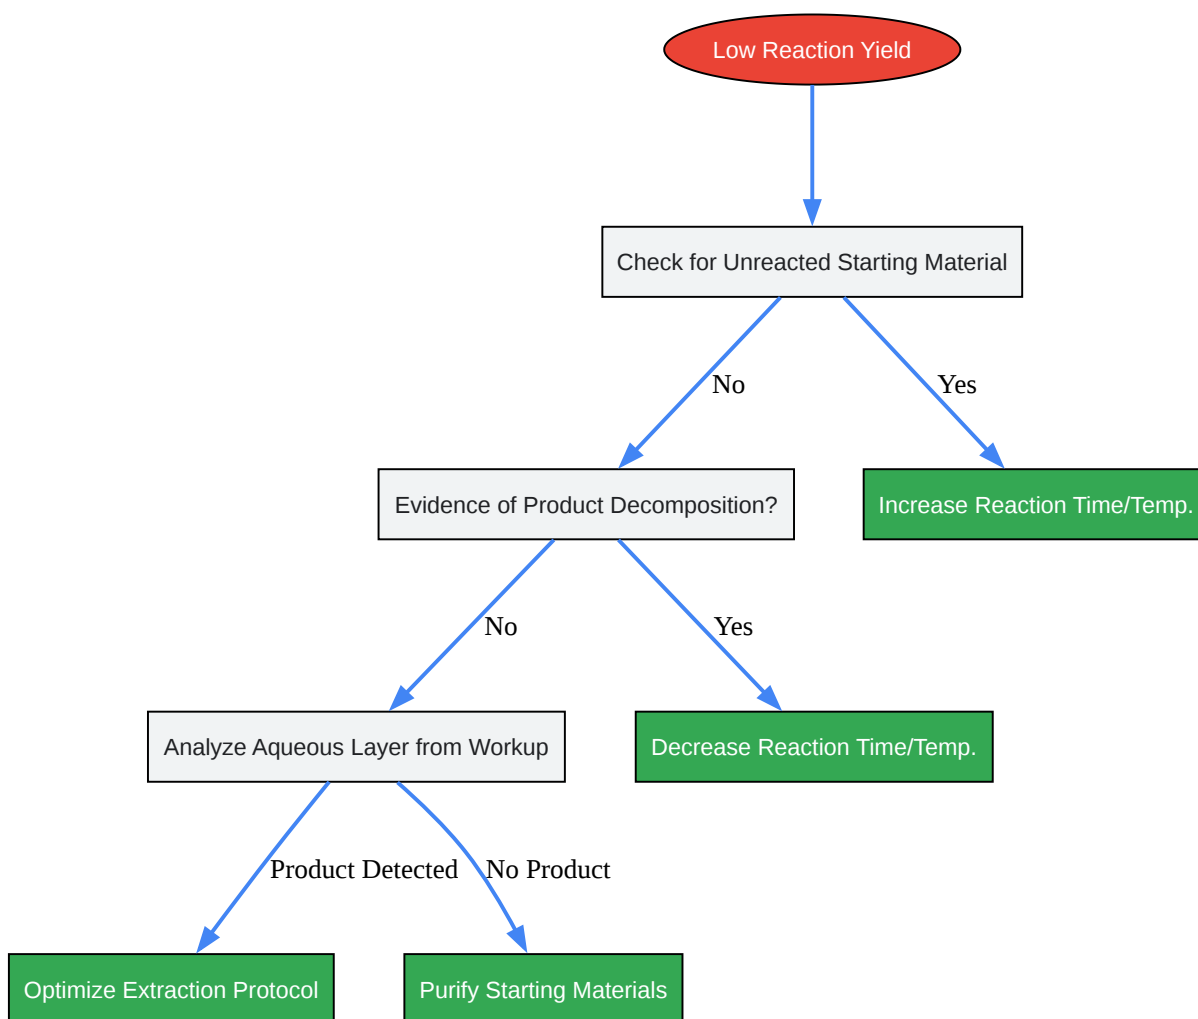 Low Reaction Yield
Check for Unreacted Starting Material
No
Yes
Evidence of Product Decomposition?
Increase Reaction Time/Temp.
No
Yes
Analyze Aqueous Layer from Workup
Decrease Reaction Time/Temp.
Product Detected
No Product
Optimize Extraction Protocol
Purify Starting Materials